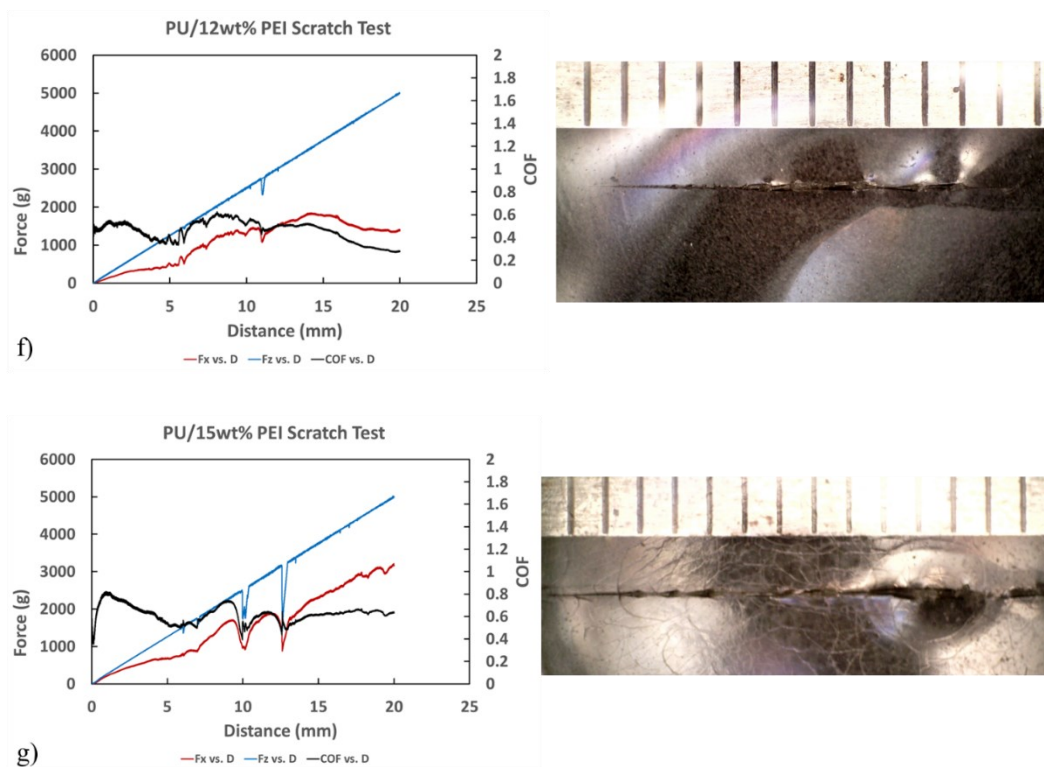 PU/12wt% PEI Scratch Test
6000
5000
4000
3000
2000
1000
0
Force (g)
2
1.8
1.6
1.4
1.2
1
0.8
0.6
0.4
0.2
0
COF
0 5 10 15 20 25
Distance (mm)
f)
Fx vs. D Fz vs. D COF vs. D
PU/15wt% PEI Scratch Test
6000
5000
4000
3000
2000
1000
0
Force (g)
2
1.8
1.6
1.4
1.2
1
0.8
0.6
0.4
0.2
0
COF
0 5 10 15 20 25
Distance (mm)
g)
Fx vs. D Fz vs. D COF vs. D